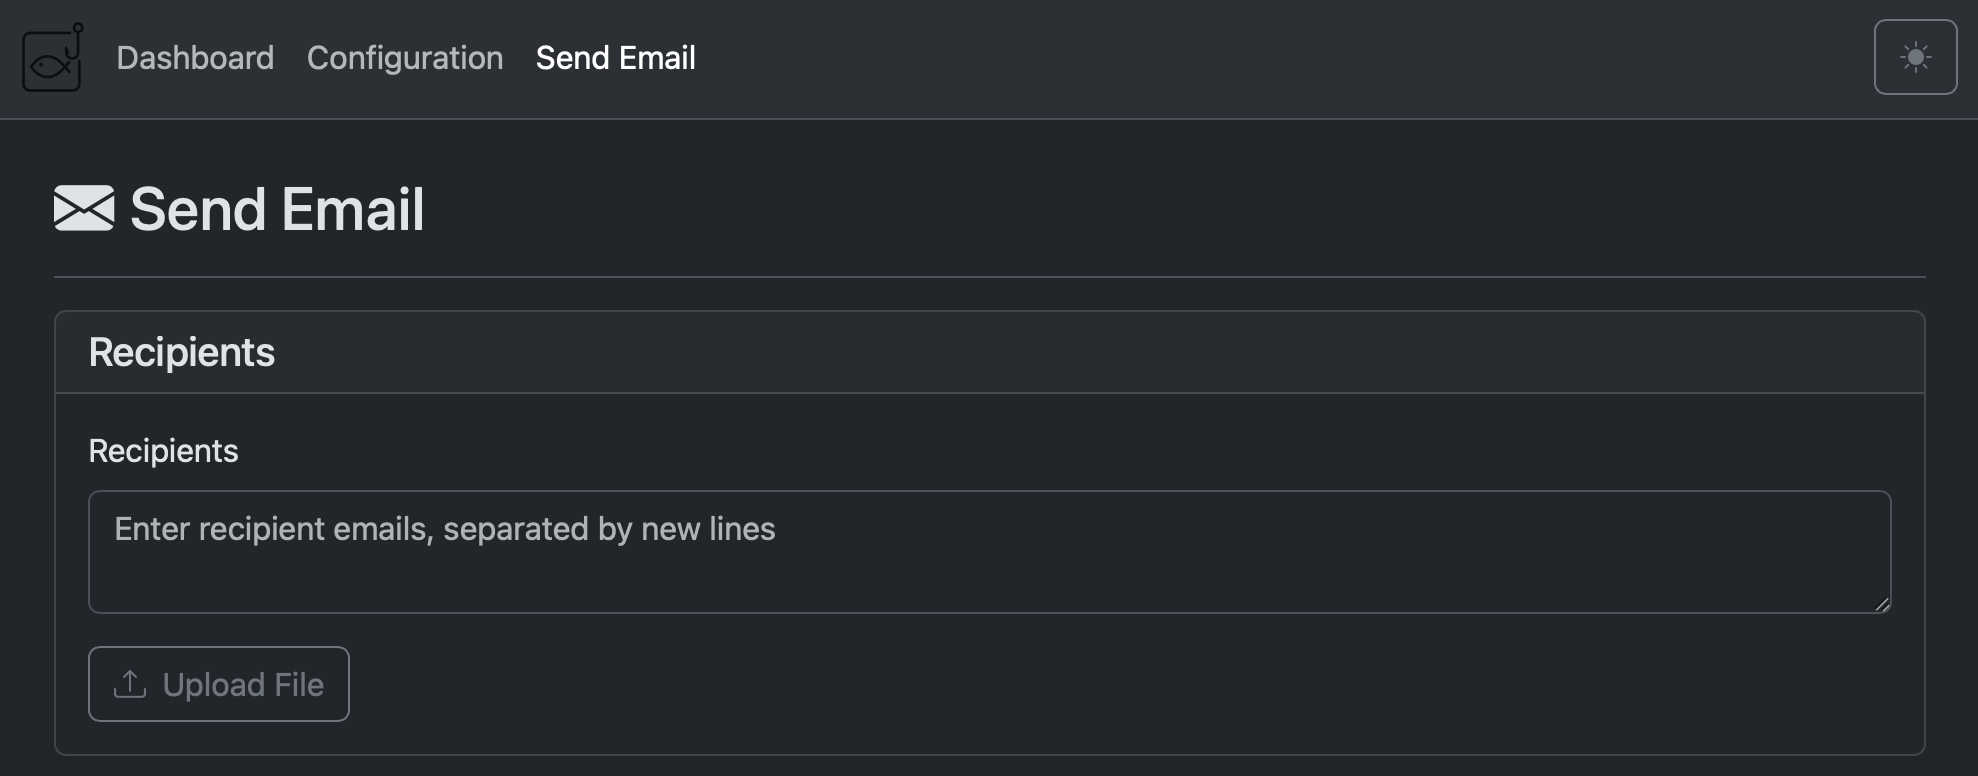 Dashboard Configuration Send Email
Send Email
Recipients
Recipients
Enter recipient emails, separated by new lines
Upload File